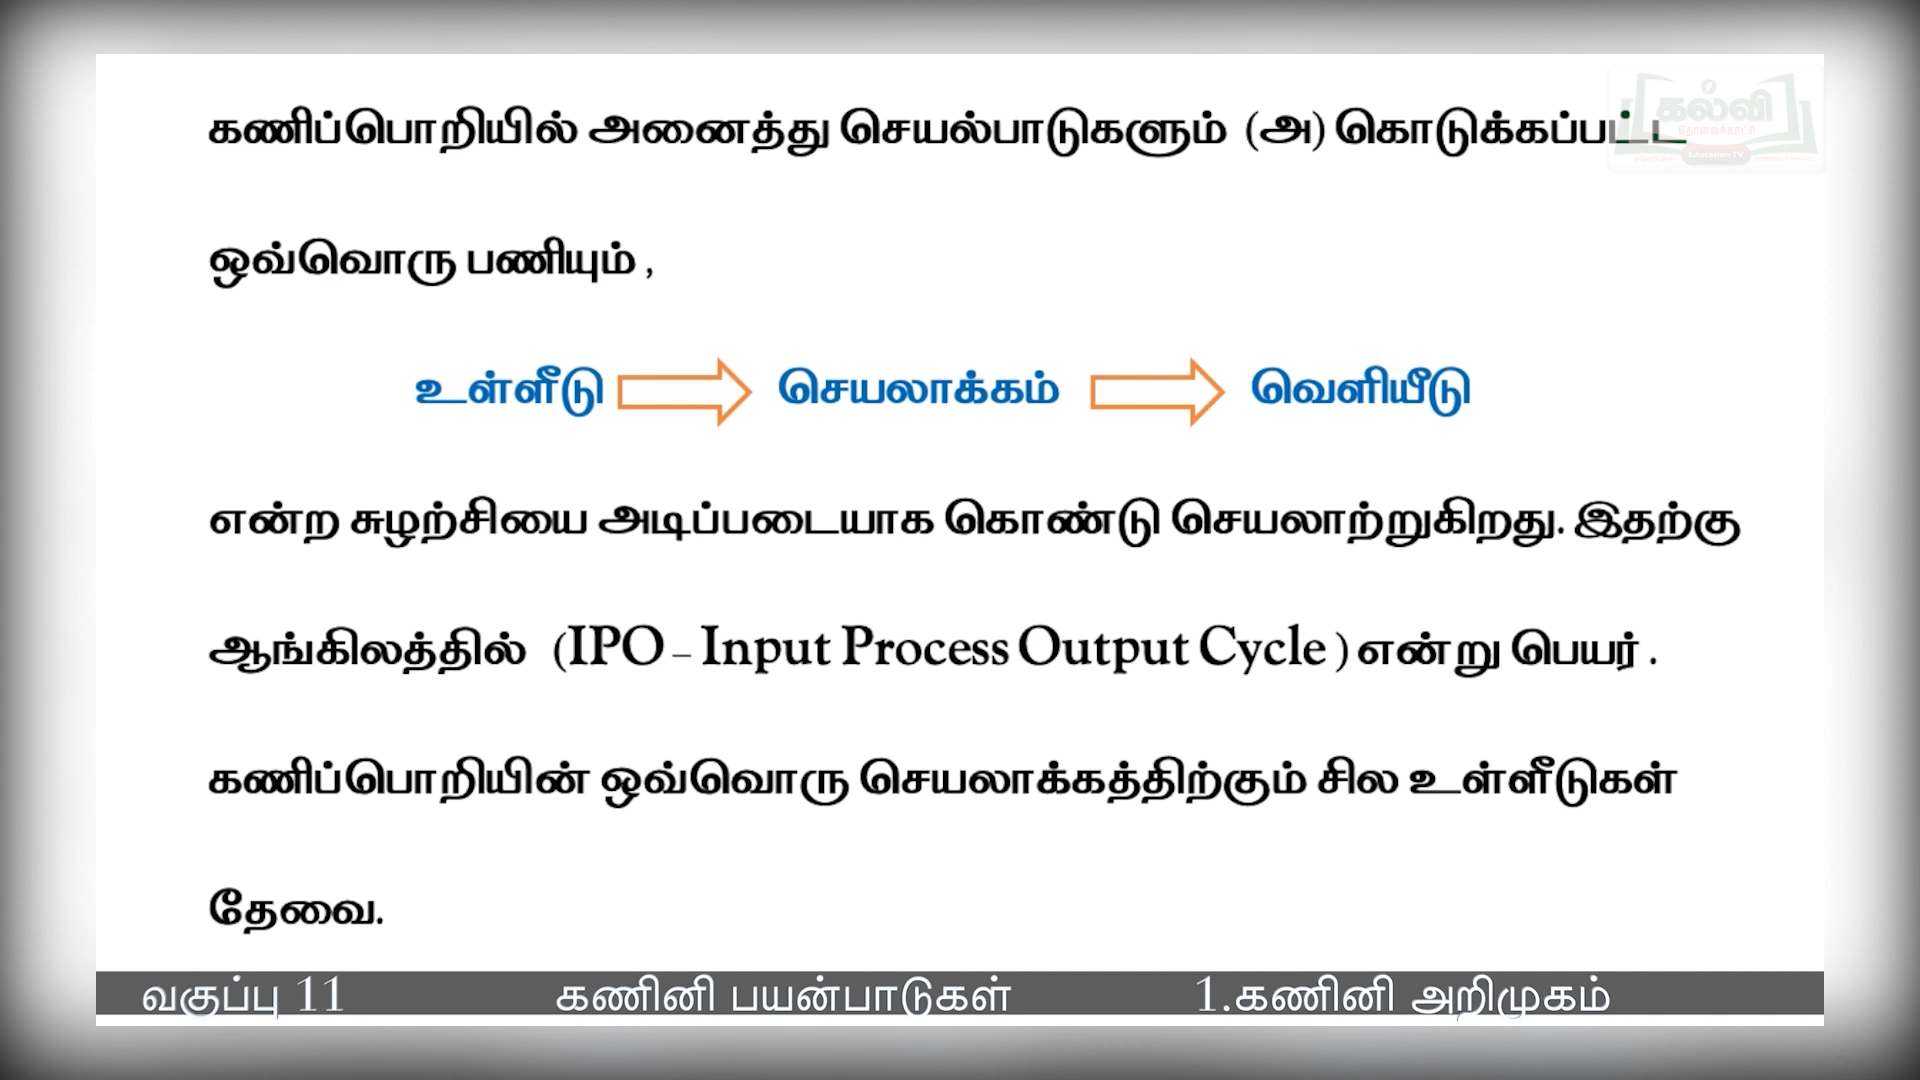 கணிப்பொறியில் அனைத்து செயல்பாடுகளும் (அ) கொடுக்கப்பட்ட
ஒவ்வொரு பணியும் ,
உள்ளீடு செயலாக்கம் வெளியீடு
என்ற சுழற்சியை அடிப்படையாக கொண்டு செயலாற்றுகிறது. இதற்கு
ஆங்கிலத்தில் (IPO – Input Process Output Cycle ) என்று பெயர் .
கணிப்பொறியின் ஒவ்வொரு செயலாக்கத்திற்கும் சில உள்ளீடுகள்
தேவை.
கல்வி
தொலைக்காட்சி
Education TV
வகுப்பு 11 கணினி பயன்பாடுகள் 1.கணினி அறிமுகம்